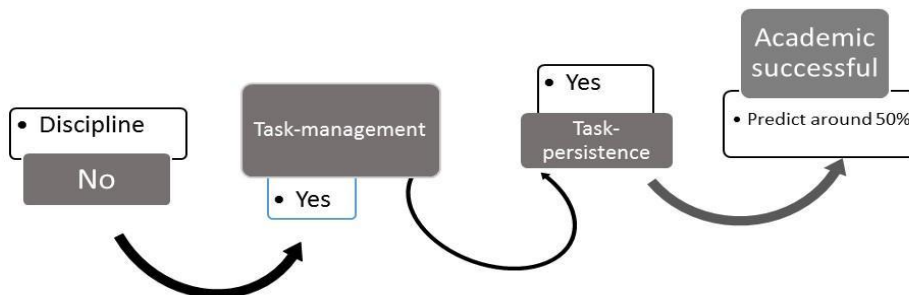 • Discipline
No
Task-management
• Yes
• Yes
Task-
persistence
Academic
successful
• Predict around 50%